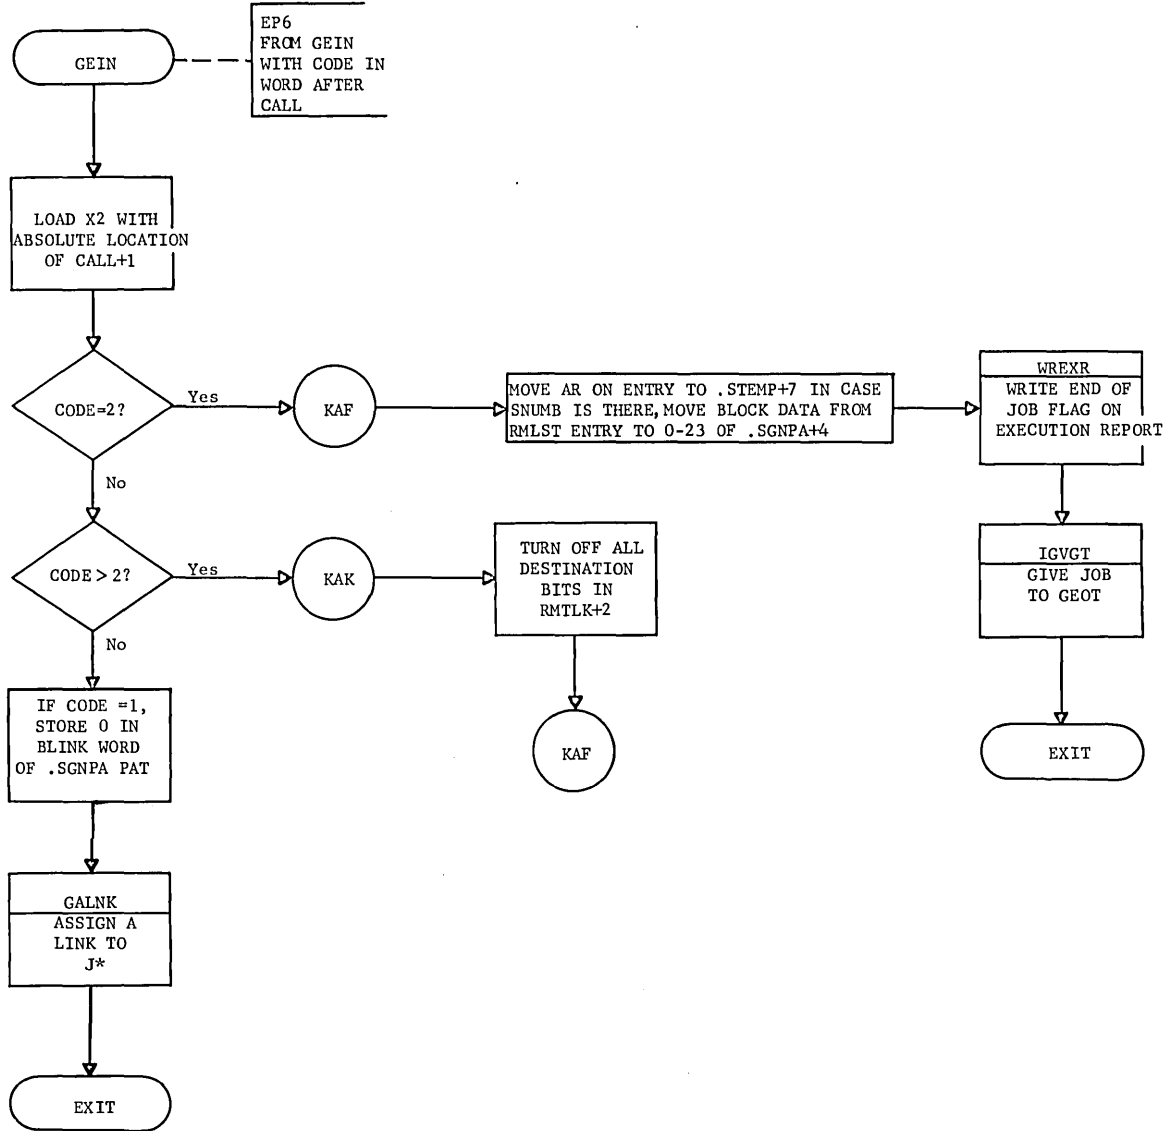 GEIN
EP6
FROM GEIN
WITH CODE IN
WORD AFTER
CALL
LOAD X2 WITH
ABSOLUTE LOCATION
OF CALL+1
CODE=2?
Yes
KAF
MOVE AR ON ENTRY TO .STEMP+7 IN CASE
SNUMB IS THERE, MOVE BLOCK DATA FROM
RMLST ENTRY TO 0-23 OF .SGNPA+4
WREXR
WRITE END OF
JOB FLAG ON
EXECUTION REPORT
No
CODE > 2?
Yes
KAK
TURN OFF ALL
DESTINATION
BITS IN
RMTLK+2
IGVGT
GIVE JOB
TO GEOT
No
IF CODE =1,
STORE 0 IN
BLINK WORD
OF .SGNPA PAT
KAF
EXIT
GALNK
ASSIGN A
LINK TO
J*
EXIT